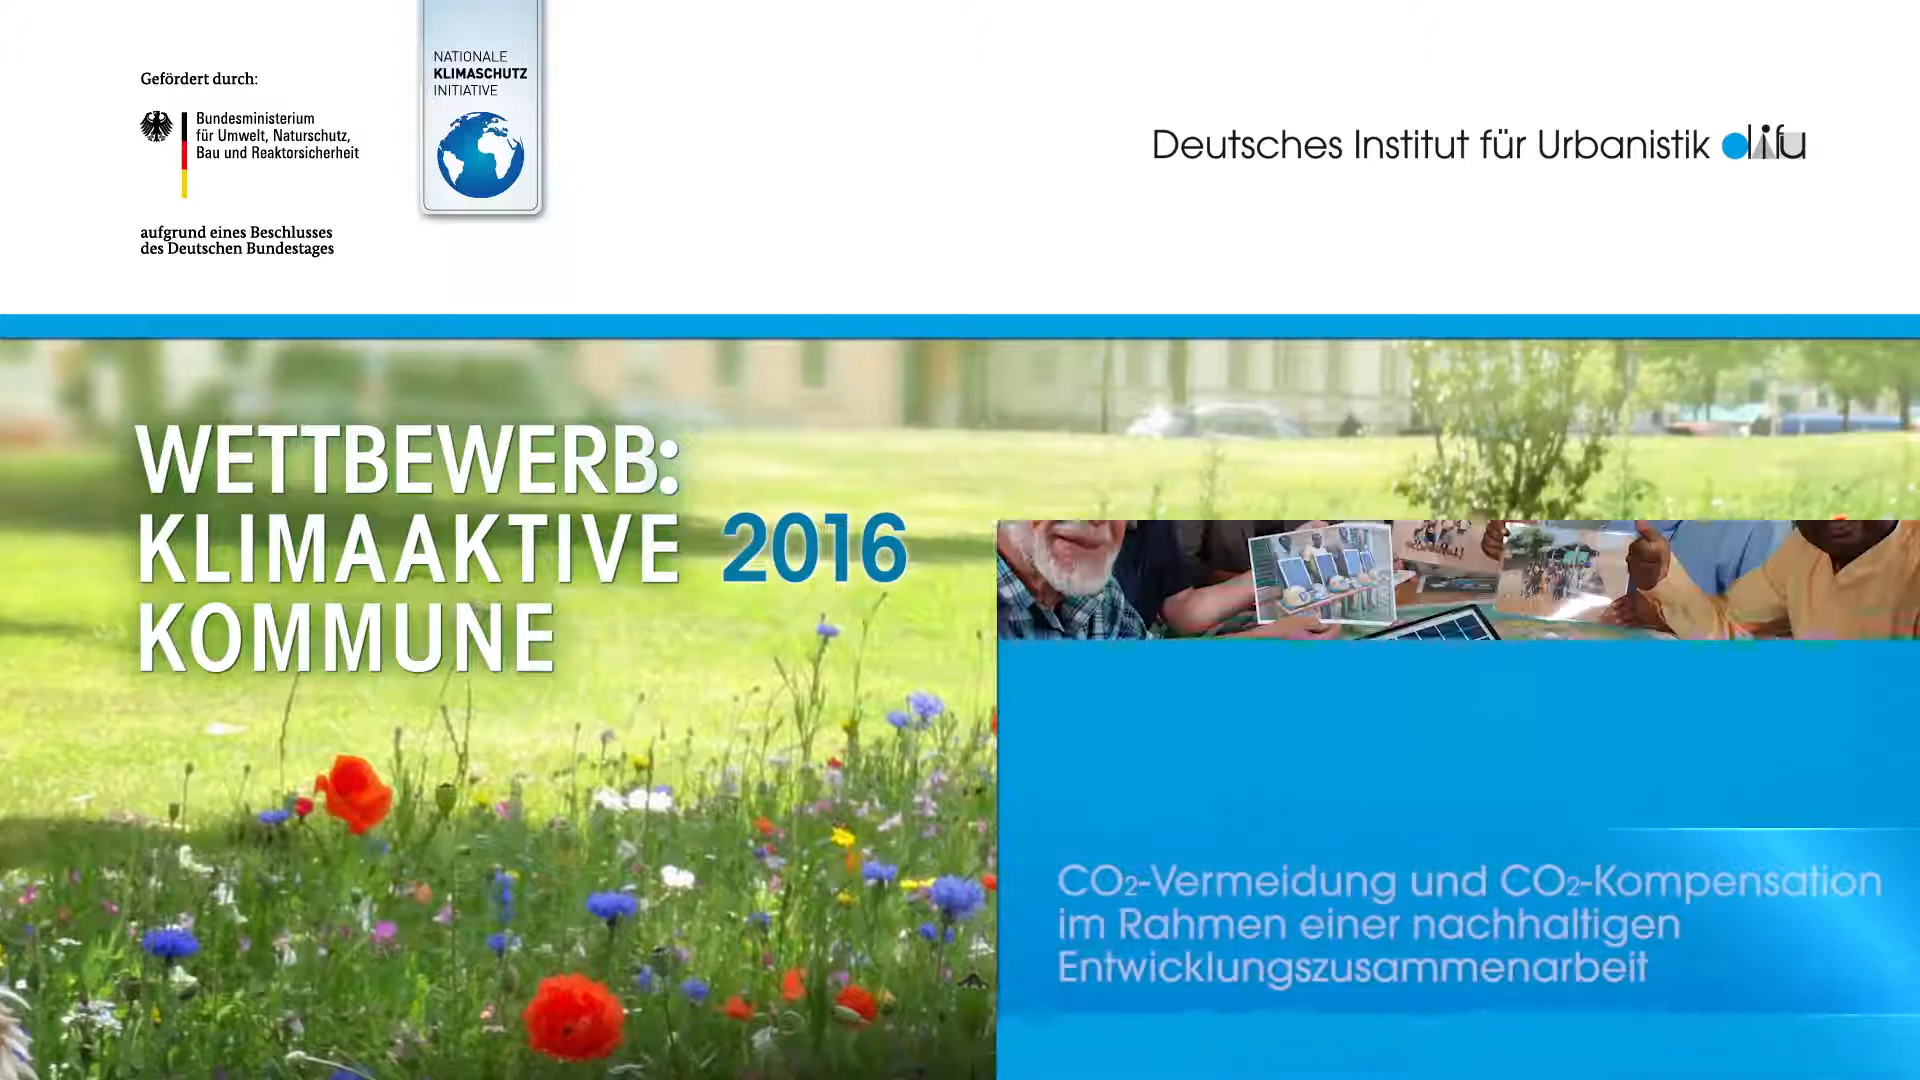 Gefördert durch:
Bundesministerium
für Umwelt, Naturschutz,
Bau und Reaktorsicherheit
aufgrund eines Beschlusses
des Deutschen Bundestages
NATIONALE
KLIMASCHUTZ
INITIATIVE
Deutsches Institut für Urbanistik difu
WETTBEWERB:
KLIMAAKTIVE 2016
KOMMUNE
CO₂-Vermeidung und CO₂-Kompensation
im Rahmen einer nachhaltigen
Entwicklungszusammenarbeit